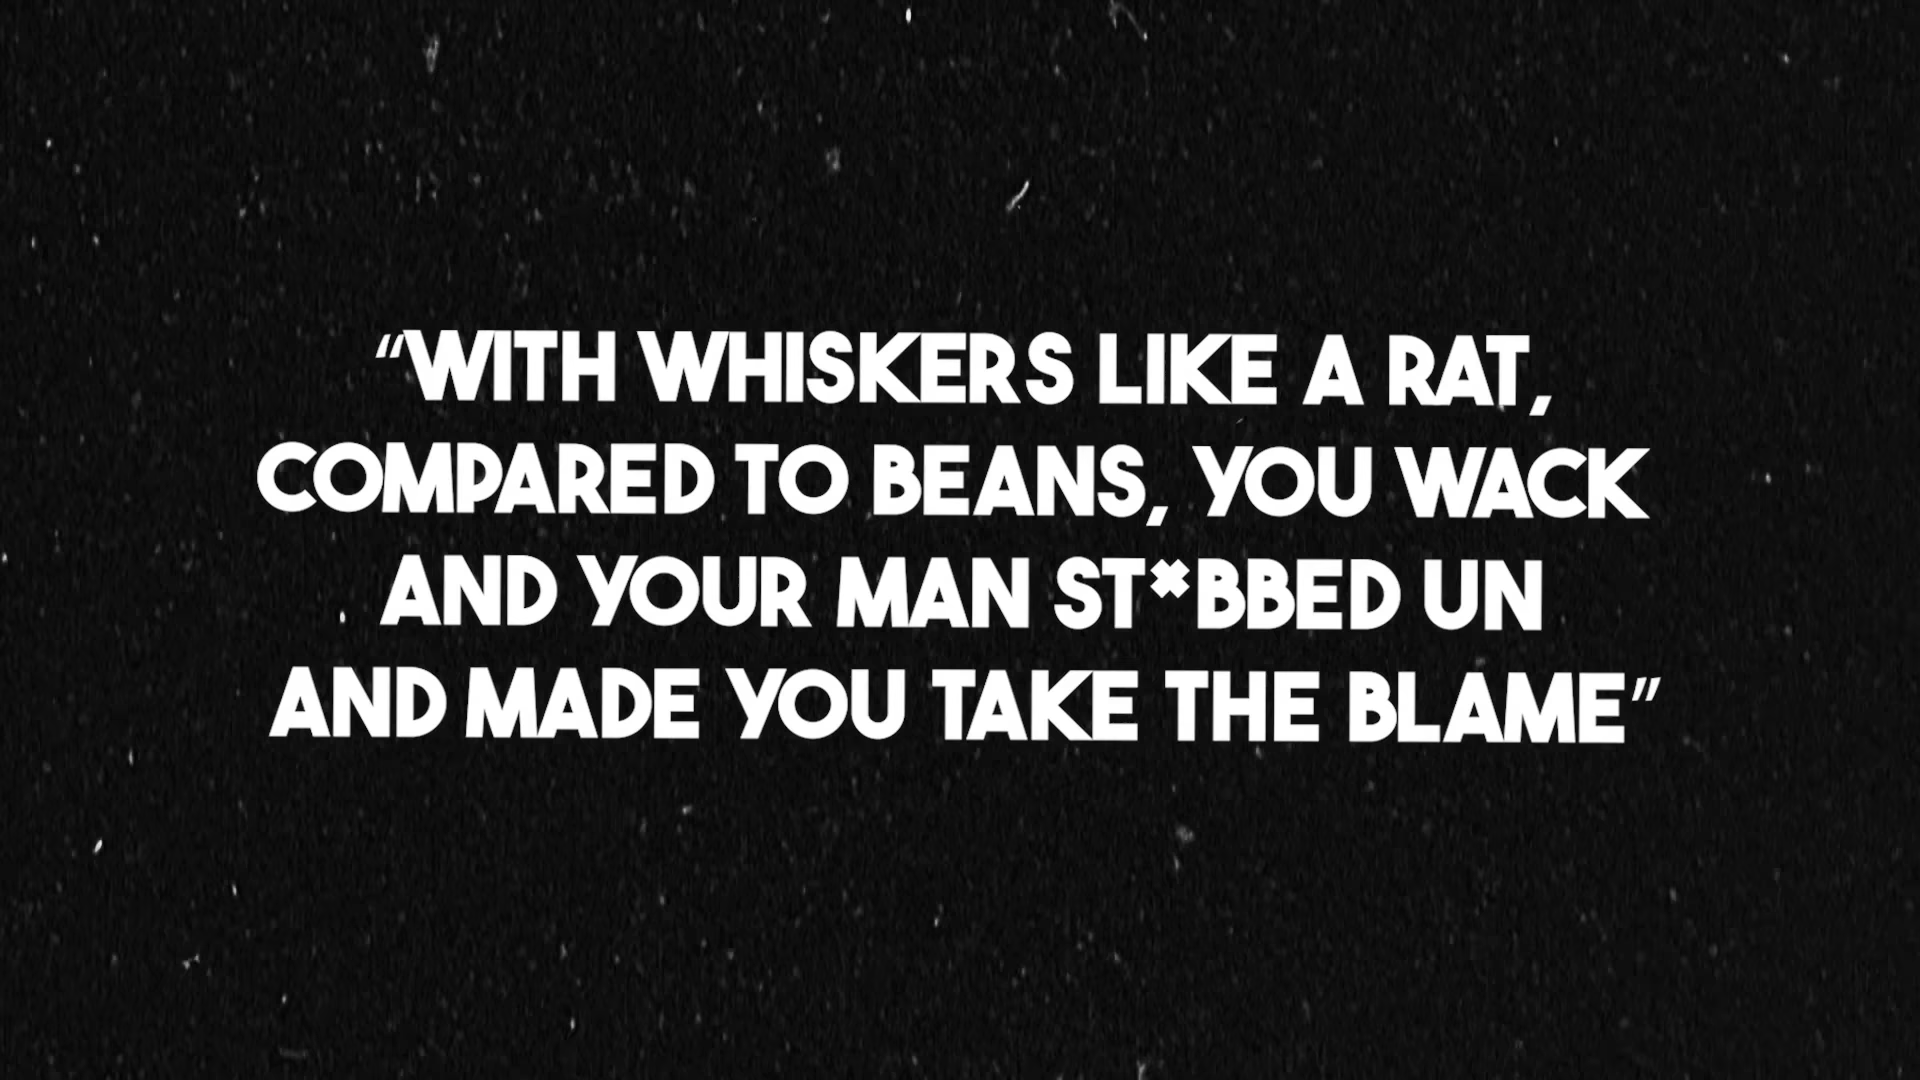 “WITH WHISKERS LIKE A RAT,
COMPARED TO BEANS, YOU WACK
AND YOUR MAN ST*BBED UN
AND MADE YOU TAKE THE BLAME”